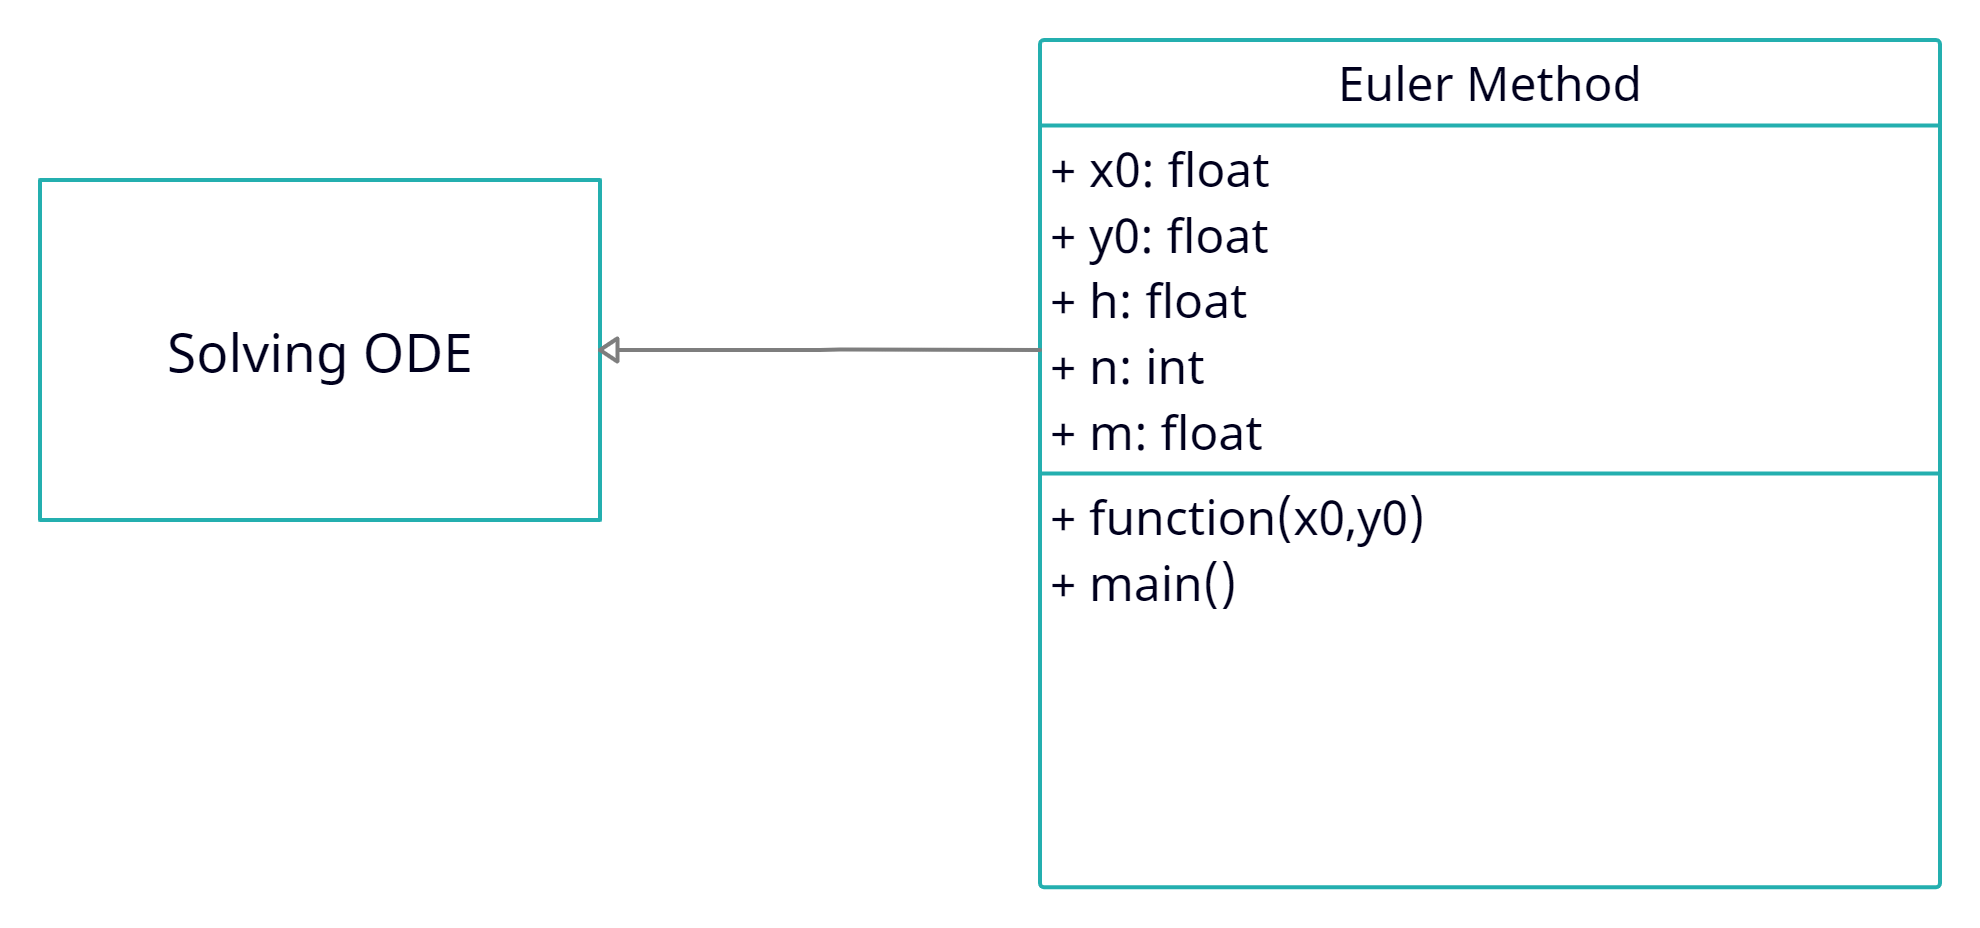 Solving ODE
Euler Method
+ x0: float
+ y0: float
+ h: float
+ n: int
+ m: float
+ function(x0,y0)
+ main()